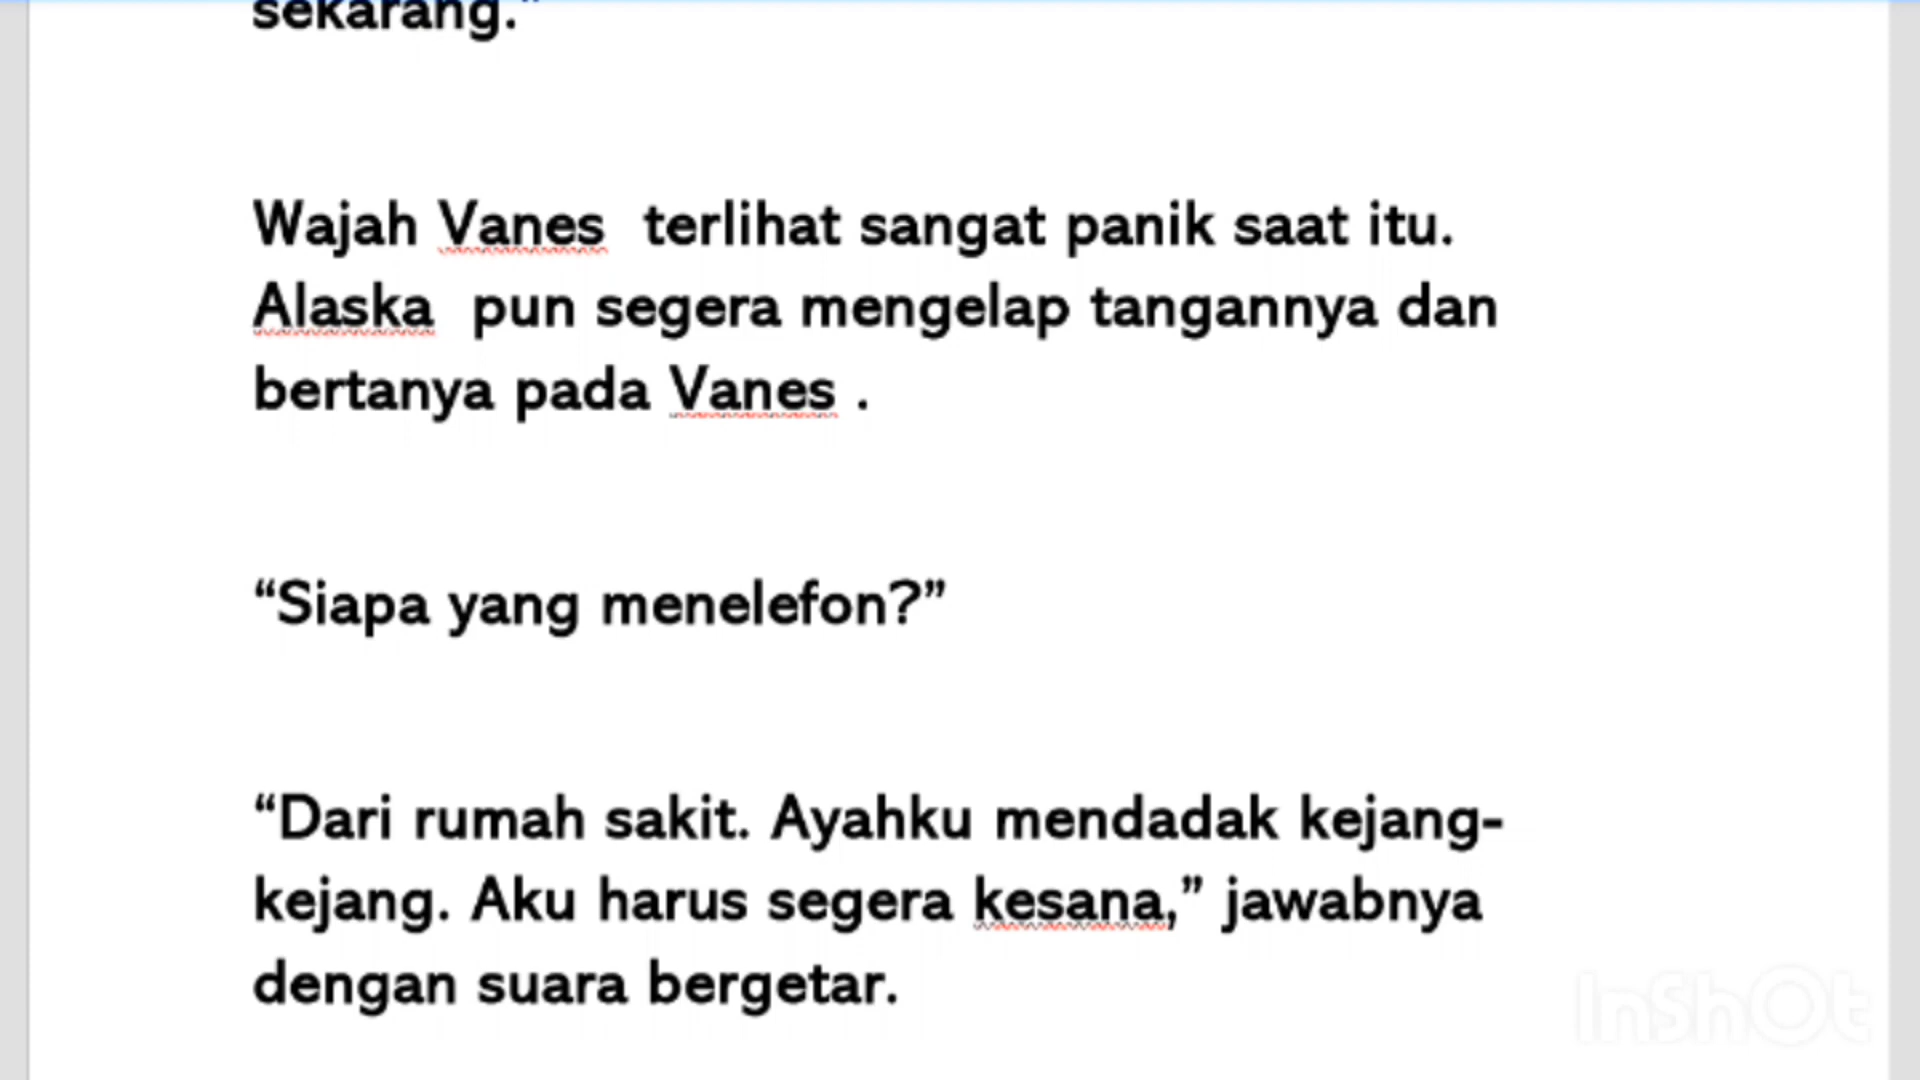 sekarang."
Wajah Vanes  terlihat sangat panik saat itu.
Alaska  pun segera mengelap tangannya dan
bertanya pada Vanes .
“Siapa yang menelefon?”
“Dari rumah sakit. Ayahku mendadak kejang-
kejang. Aku harus segera kesana,” jawabnya
dengan suara bergetar.
InShOt